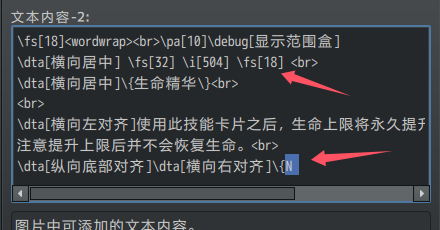 文本内容-2:
\fs[18]<wordwrap><br>\pa[10]\debug[显示范围盒]
\dta[横向居中] \fs[32] \i[504] \fs[18] <br>
\dta[横向居中]\{生命精华\}<br>
<br>
\dta[横向左对齐]使用此技能卡片之后，生命上限将永久提升
注意提升上限后并不会恢复生命。<br>
\dta[纵向底部对齐]\dta[横向右对齐]\{N
图片中可添加的文本内容。